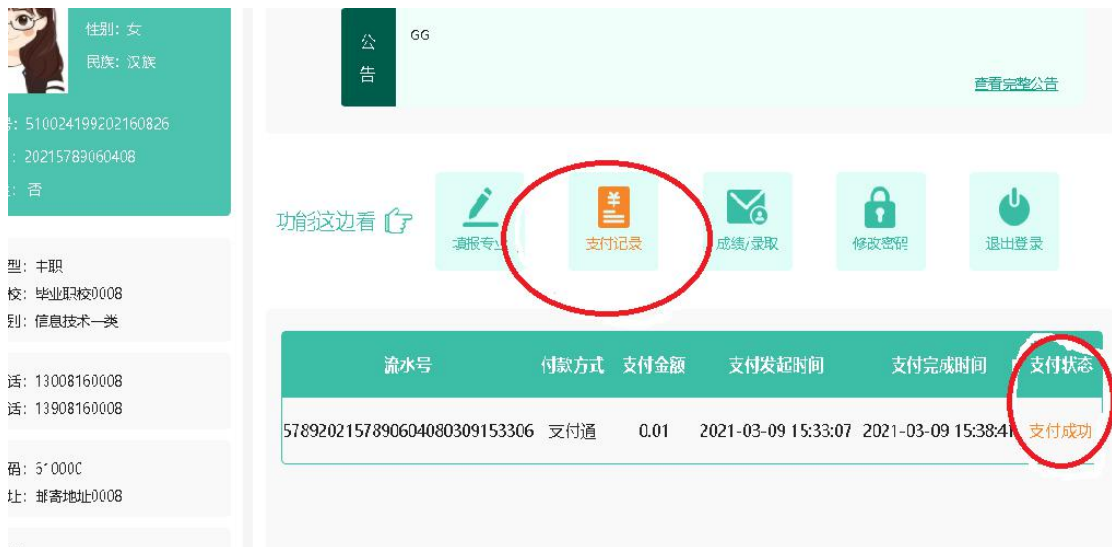 性别: 女
民族: 汉族
号: 510024199202160826
: 20215789060408
: 否
型: 中职
校: 毕业职校0008
别: 信息技术一类
话: 13008160008
话: 13908160008
码: 610000
址: 邮寄地址0008
公告
GG
查看完整公告
功能这边看
填报专业
支付记录
成绩/录取
修改密码
退出登录
流水号 付款方式 支付金额 支付发起时间 支付完成时间 支付状态
578920215789060408030915​3306 支付通 0.01 2021-03-09 15:33:07 2021-03-09 15:38:41 支付成功